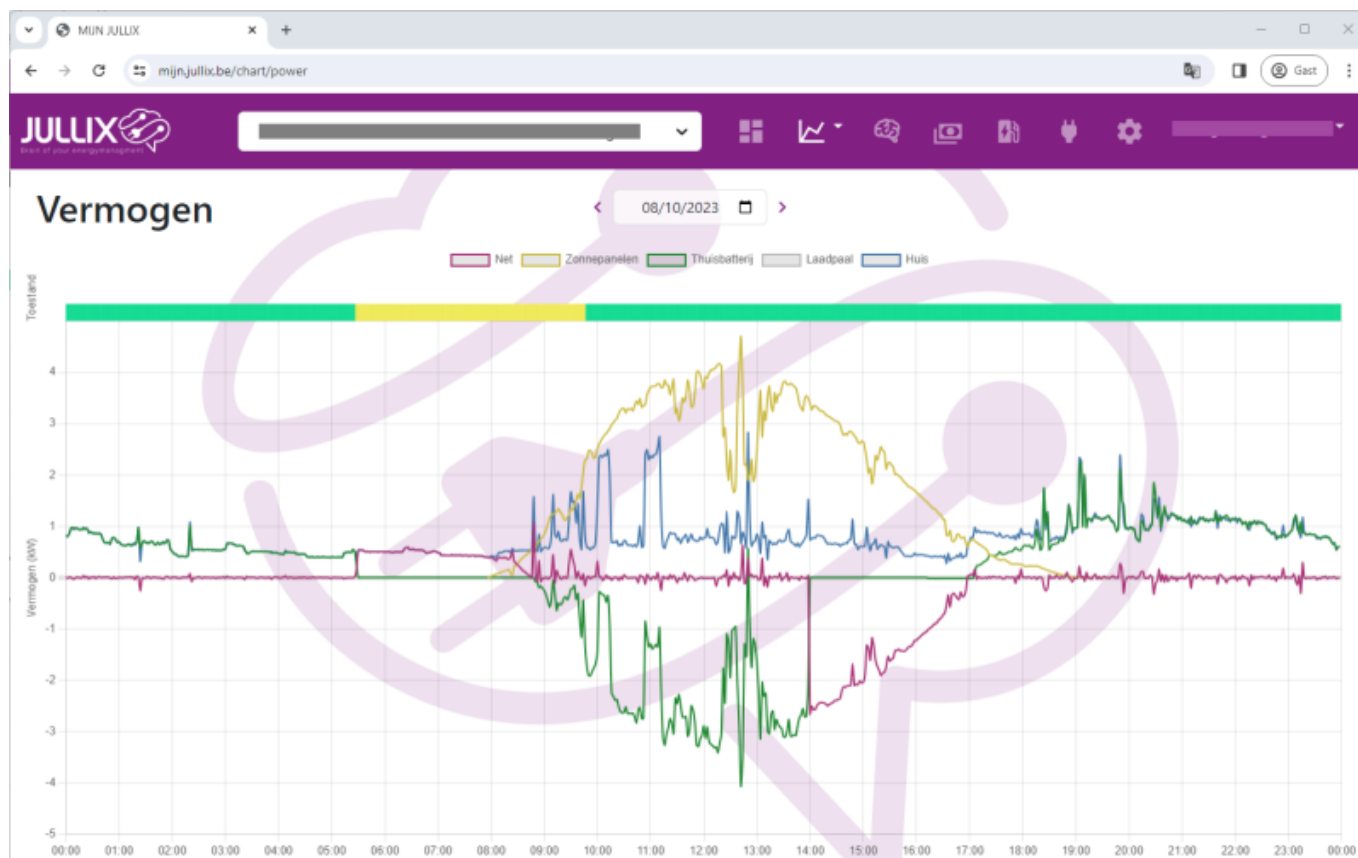 MIJN JULLIX
mijn.jullix.be/chart/power
Gast
JULLIX
Brain of your energymanagment
Vermogen
08/10/2023
Net Zonnepanelen Thuisbatterij Laadpaal Huis
Toestand
Vermogen (kW)
4
3
2
1
0
-1
-2
-3
-4
-5
00:00 01:00 02:00 03:00 04:00 05:00 06:00 07:00 08:00 09:00 10:00 11:00 12:00 13:00 14:00 15:00 16:00 17:00 18:00 19:00 20:00 21:00 22:00 23:00 00:00